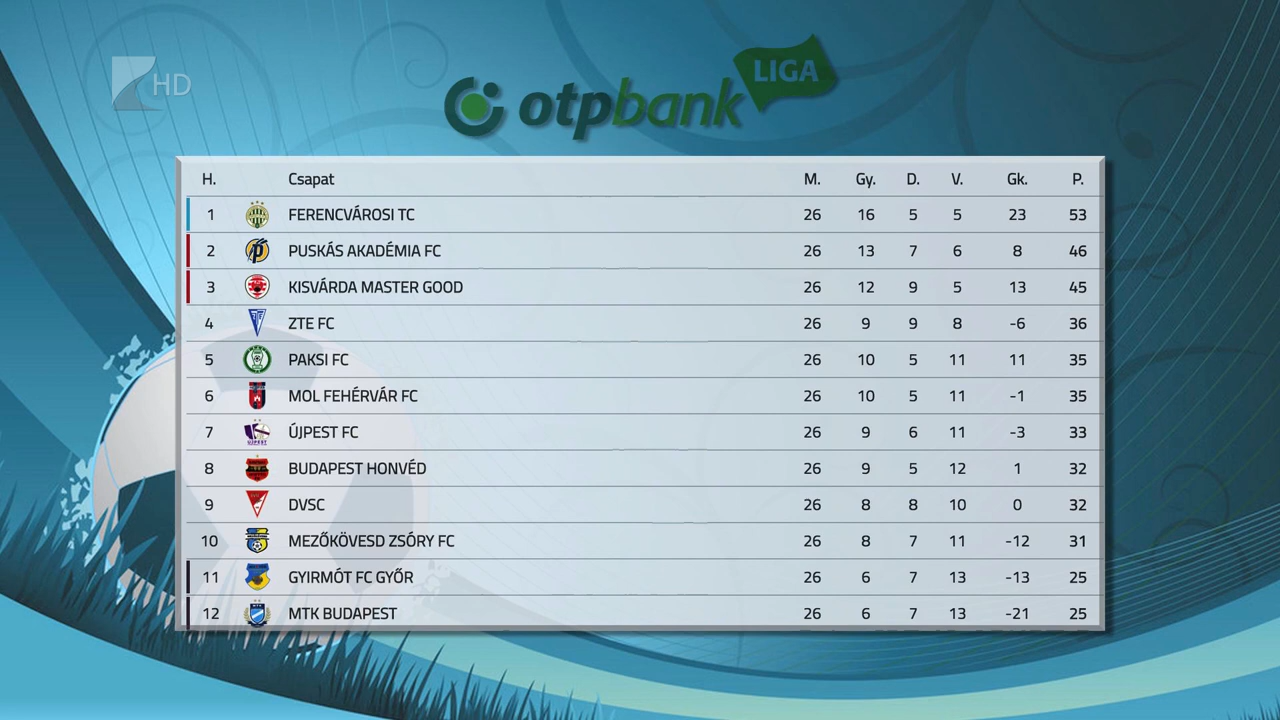 HD
otpbank LIGA
H. Csapat M. Gy. D. V. Gk. P.
1 FERENCVÁROSI TC 26 16 5 5 23 53
2 PUSKÁS AKADÉMIA FC 26 13 7 6 8 46
3 KISVÁRDA MASTER GOOD 26 12 9 5 13 45
4 ZTE FC 26 9 9 8 -6 36
5 PAKSI FC 26 10 5 11 11 35
6 MOL FEHÉRVÁR FC 26 10 5 11 -1 35
7 ÚJPEST FC 26 9 6 11 -3 33
8 BUDAPEST HONVÉD 26 9 5 12 1 32
9 DVSC 26 8 8 10 0 32
10 MEZŐKÖVESD ZSÓRY FC 26 8 7 11 -12 31
11 GYIRMÓT FC GYŐR 26 6 7 13 -13 25
12 MTK BUDAPEST 26 6 7 13 -21 25